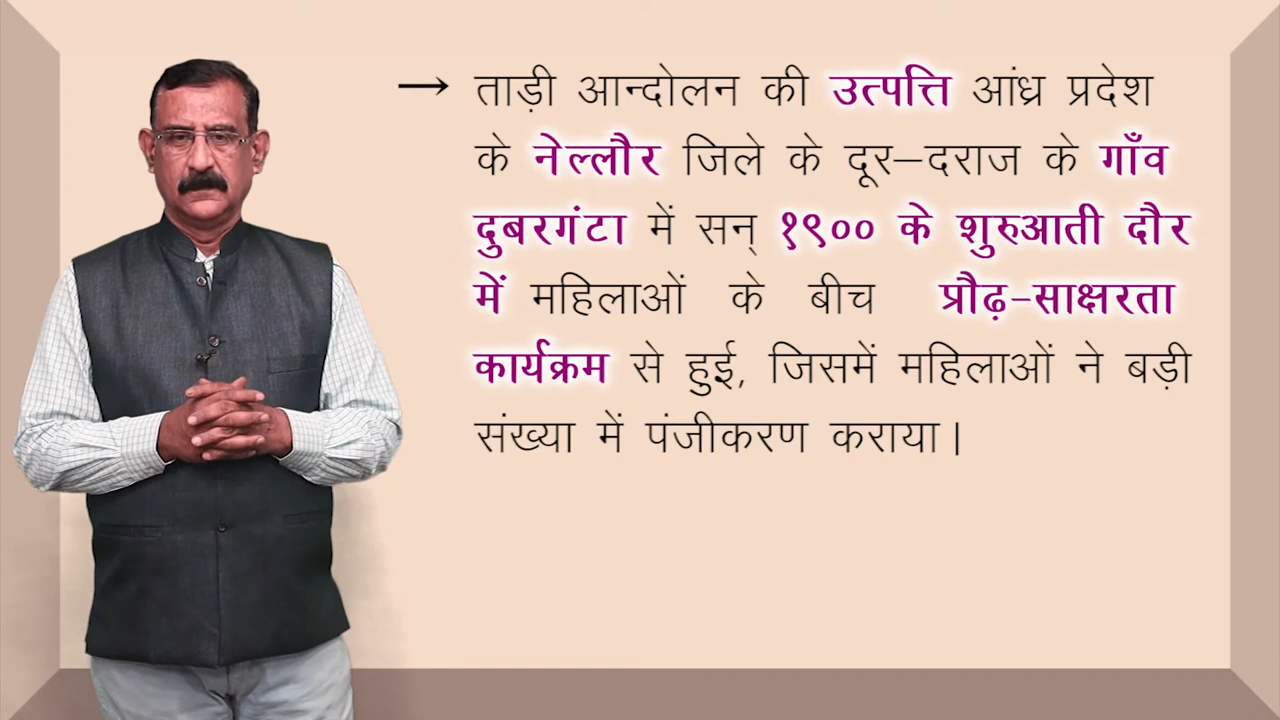 → ताड़ी आन्दोलन की उत्पत्ति आंध्र प्रदेश
के नेल्लौर जिले के दूर–दराज के गाँव
दुबरगंटा में सन् १९०० के शुरुआती दौर
में महिलाओं के बीच प्रौढ़-साक्षरता
कार्यक्रम से हुई, जिसमें महिलाओं ने बड़ी
संख्या में पंजीकरण कराया।